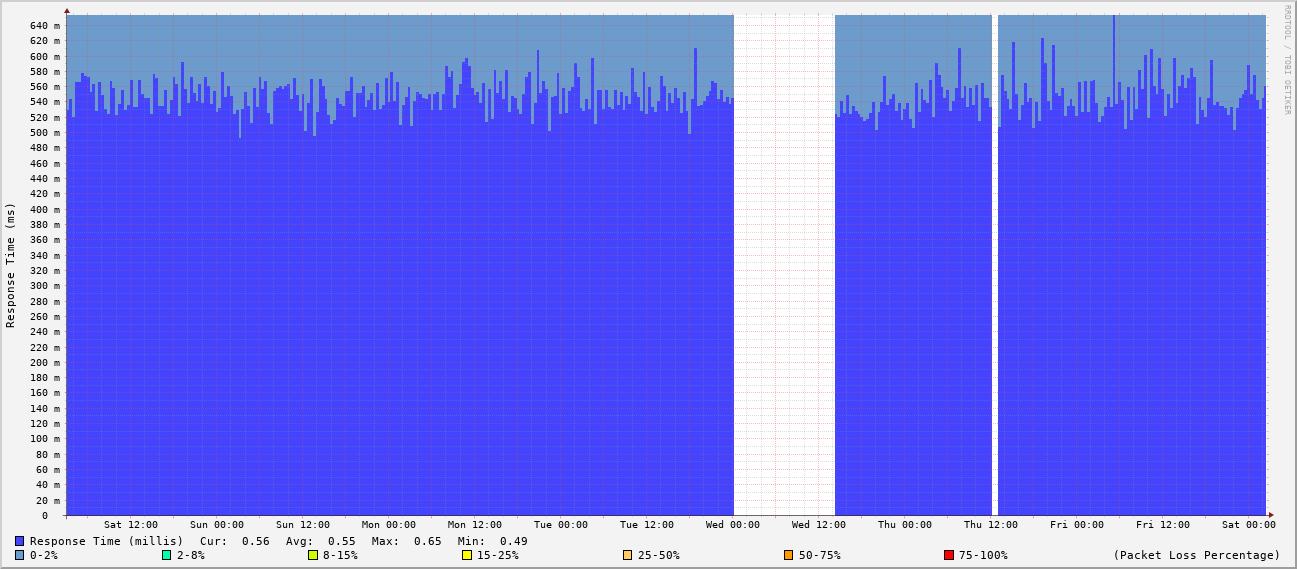 640 m
620 m
600 m
580 m
560 m
540 m
520 m
500 m
480 m
460 m
440 m
420 m
400 m
380 m
360 m
340 m
320 m
300 m
280 m
260 m
240 m
220 m
200 m
180 m
160 m
140 m
120 m
100 m
80 m
60 m
40 m
20 m
0
Response Time (ms)
RRDTOOL / TOBI OETIKER
Sat 12:00 Sun 00:00 Sun 12:00 Mon 00:00 Mon 12:00 Tue 00:00 Tue 12:00 Wed 00:00 Wed 12:00 Thu 00:00 Thu 12:00 Fri 00:00 Fri 12:00 Sat 00:00
Response Time (millis) Cur: 0.56 Avg: 0.55 Max: 0.65 Min: 0.49
0-2% 2-8% 8-15% 15-25% 25-50% 50-75% 75-100% (Packet Loss Percentage)